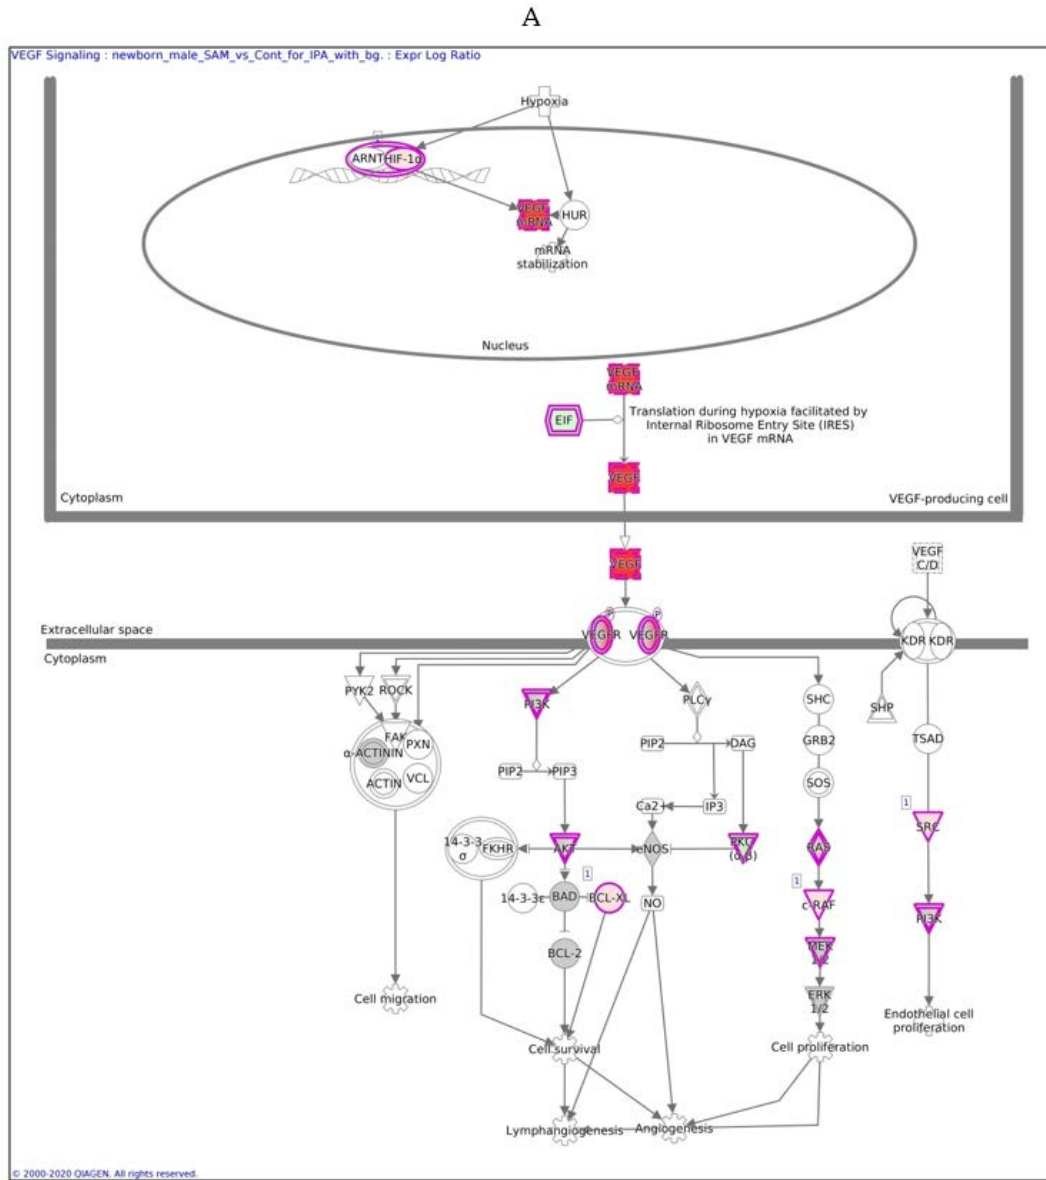 A
VEGF Signaling : newborn_male_SAM_vs_Cont_for_IPA_with_bg. : Expr Log Ratio
Hypoxia
ARNT
HIF-1α
VEGF
mRNA
HUR
mRNA
stabilization
Nucleus
VEGF
mRNA
EIF
Translation during hypoxia facilitated by
Internal Ribosome Entry Site (IRES)
in VEGF mRNA
VEGF
Cytoplasm
VEGF-producing cell
VEGF
VEGF
C/D
P
P
Extracellular space
VEGFR
VEGFR
KDR
KDR
Cytoplasm
PYK2
ROCK
PI3K
PLCγ
SHC
SHP
FAK
PXN
α-ACTININ
PIP2
DAG
GRB2
TSAD
ACTIN
VCL
PIP2
PIP3
SOS
Ca2+
IP3
1
SRC
14-3-3
σ
FKHR
AKT
eNOS
PKC
(α,β)
RAS
1
1
14-3-3ε
BAD
BCL-XL
NO
c-RAF
PI3K
BCL-2
MEK
1/2
Cell migration
ERK
1/2
Endothelial cell
proliferation
Cell survival
Cell proliferation
Lymphangiogenesis
Angiogenesis
© 2000-2020 QIAGEN. All rights reserved.